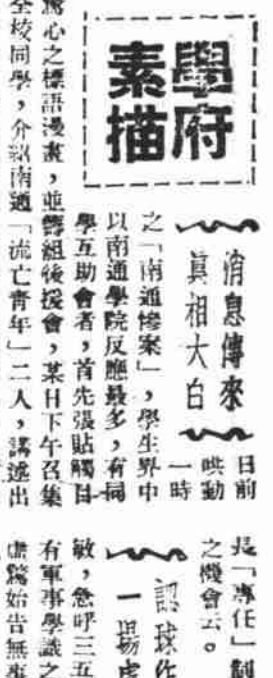 學府
素描
消息傳來
眞相大白
日前
哄動
一時
之「南通慘案」，學生界中
以南通學院反應最多，有同
學互助會者，首先張貼觸目
驚心之標語漫畫，並籌組後援會，某日下午召集
全校同學，介紹南通「流亡青年」二人，講述出
長「專任」制
之機會云。
認球作
一場虛
敏，急呼三五
有軍事學識之
虛驚始告無事